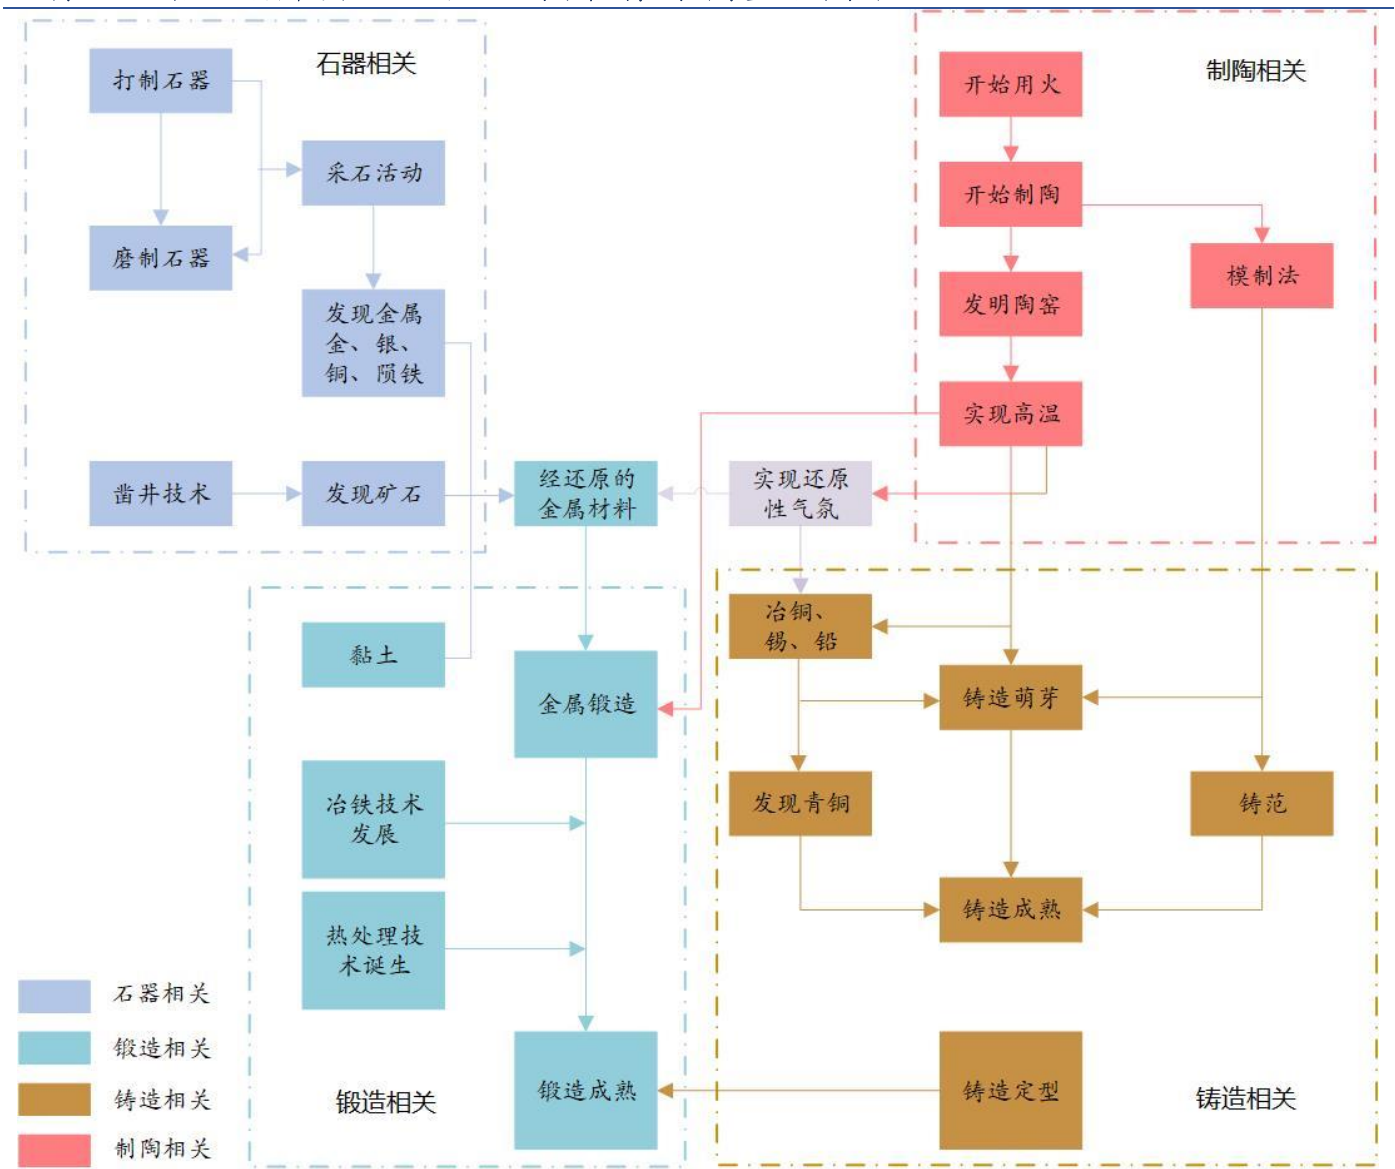 石器相关
打制石器
采石活动
磨制石器
发现金属
金、银、
铜、陨铁
凿井技术
发现矿石
制陶相关
开始用火
开始制陶
模制法
发明陶窑
实现高温
经还原的
金属材料
实现还原
性气氛
黏土
金属锻造
冶铁技术
发展
热处理技
术诞生
锻造成熟
锻造相关
冶铜、
锡、铅
铸造萌芽
发现青铜
铸范
铸造成熟
铸造定型
铸造相关
石器相关
锻造相关
铸造相关
制陶相关